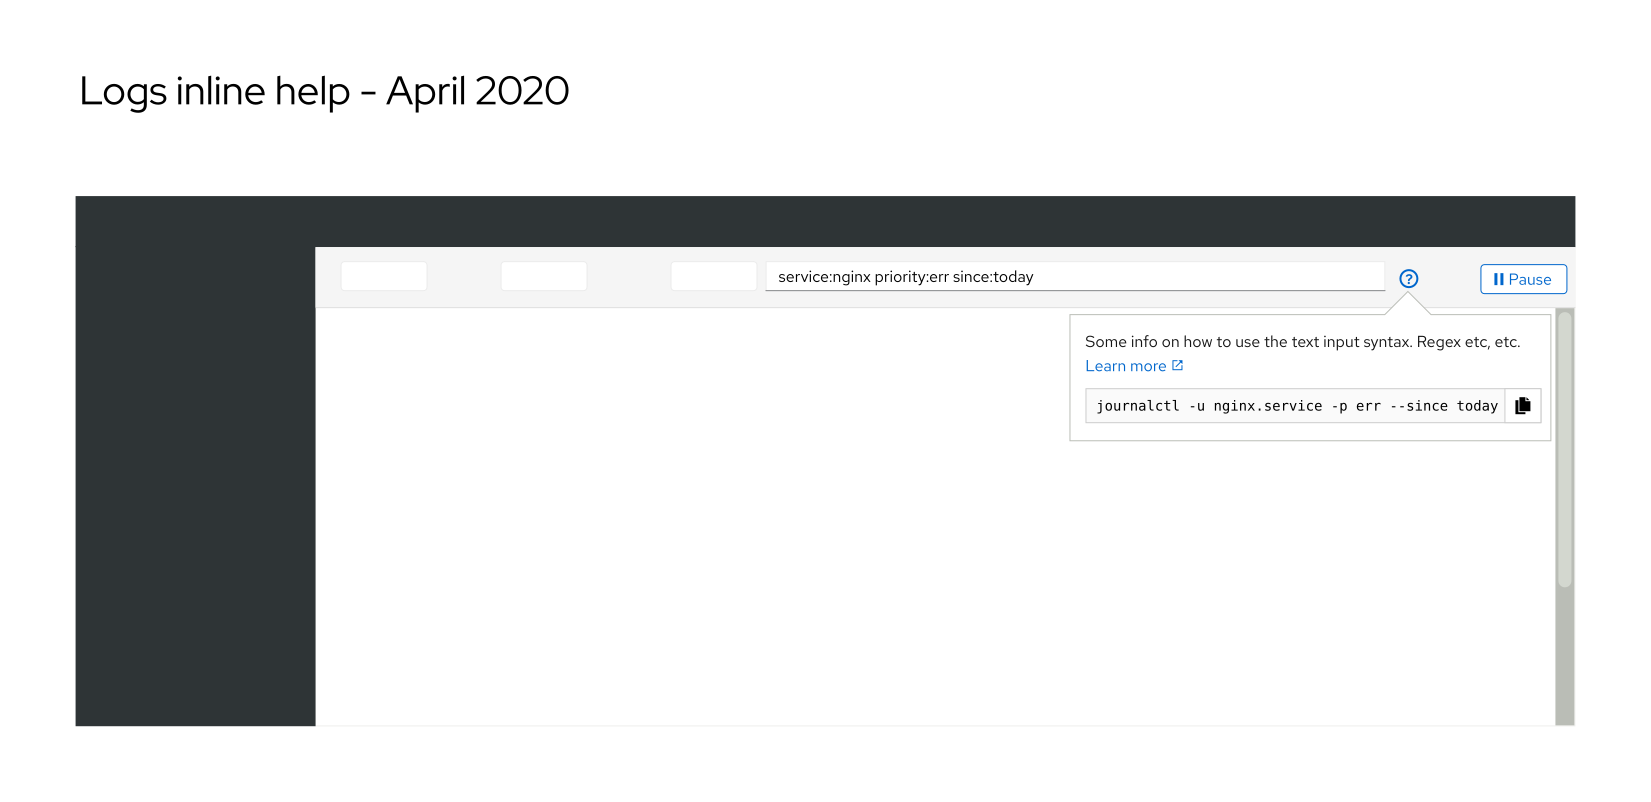 Logs inline help - April 2020
service:nginx priority:err since:today
Pause
Some info on how to use the text input syntax. Regex etc, etc.
Learn more
journalctl -u nginx.service -p err --since today